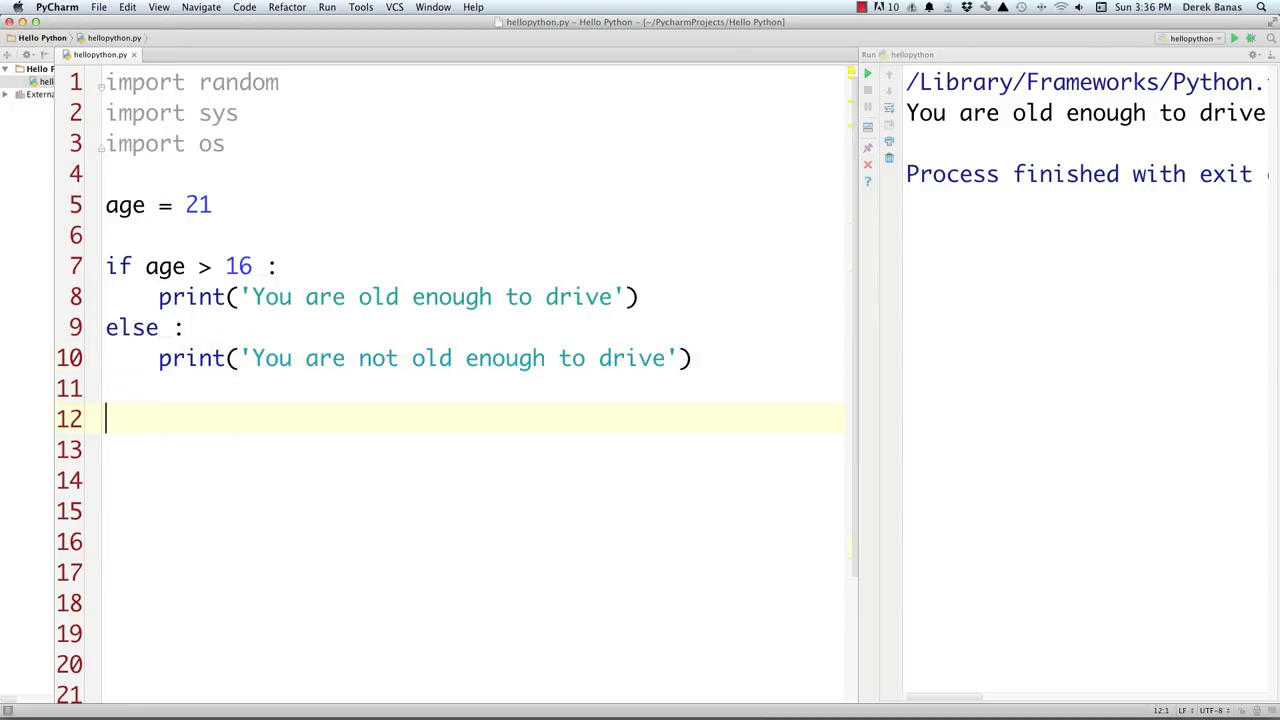 PyCharm File Edit View Navigate Code Refactor Run Tools VCS Window Help 10 Sun 3:36 PM Derek Banas
hellopython.py – Hello Python – [~/PycharmProjects/Hello Python]
Hello Python hellopython.py hellopython
hellopython.py Run hellopython
Hello P
hell
Externa
1 import random
2 import sys
3 import os
4
5 age = 21
6
7 if age > 16 :
8 print('You are old enough to drive')
9 else :
10 print('You are not old enough to drive')
11
12
13
14
15
16
17
18
19
20
21
/Library/Frameworks/Python.
You are old enough to drive
Process finished with exit
12:1 LF UTF-8